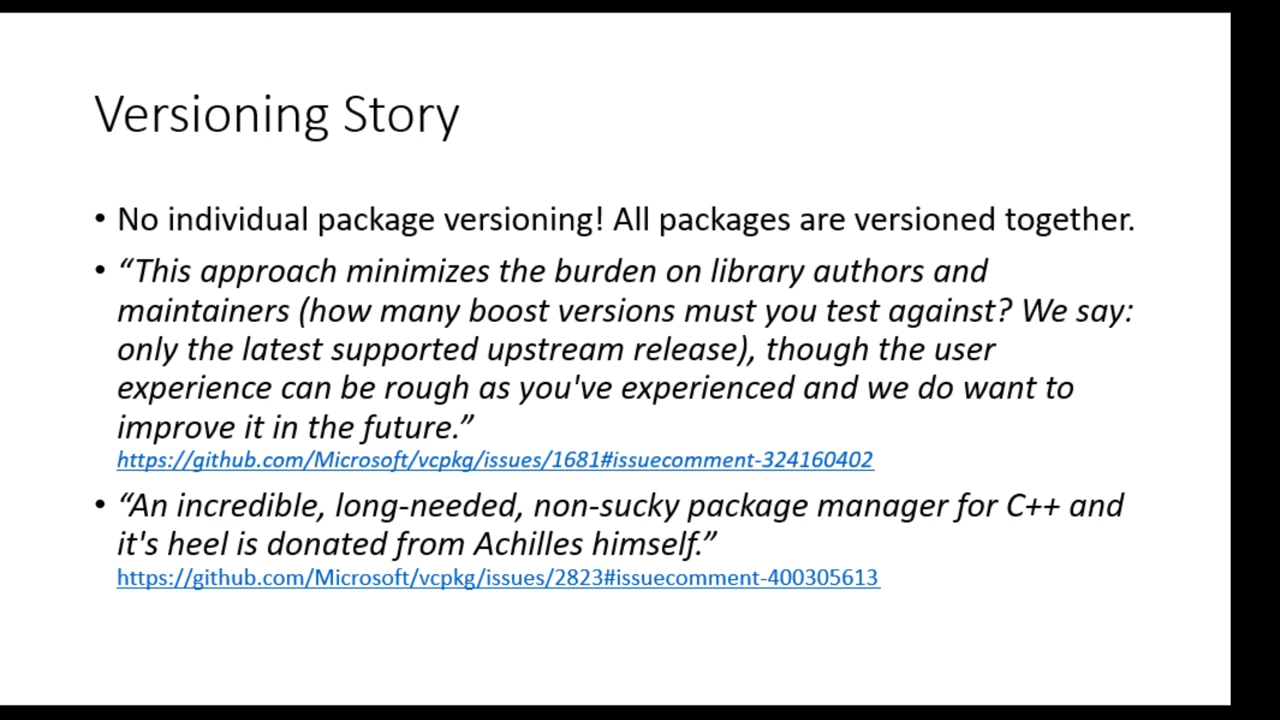 Versioning Story
• No individual package versioning! All packages are versioned together.
• “This approach minimizes the burden on library authors and
maintainers (how many boost versions must you test against? We say:
only the latest supported upstream release), though the user
experience can be rough as you've experienced and we do want to
improve it in the future.”
https://github.com/Microsoft/vcpkg/issues/1681#issuecomment-324160402
• “An incredible, long-needed, non-sucky package manager for C++ and
it's heel is donated from Achilles himself.”
https://github.com/Microsoft/vcpkg/issues/2823#issuecomment-400305613